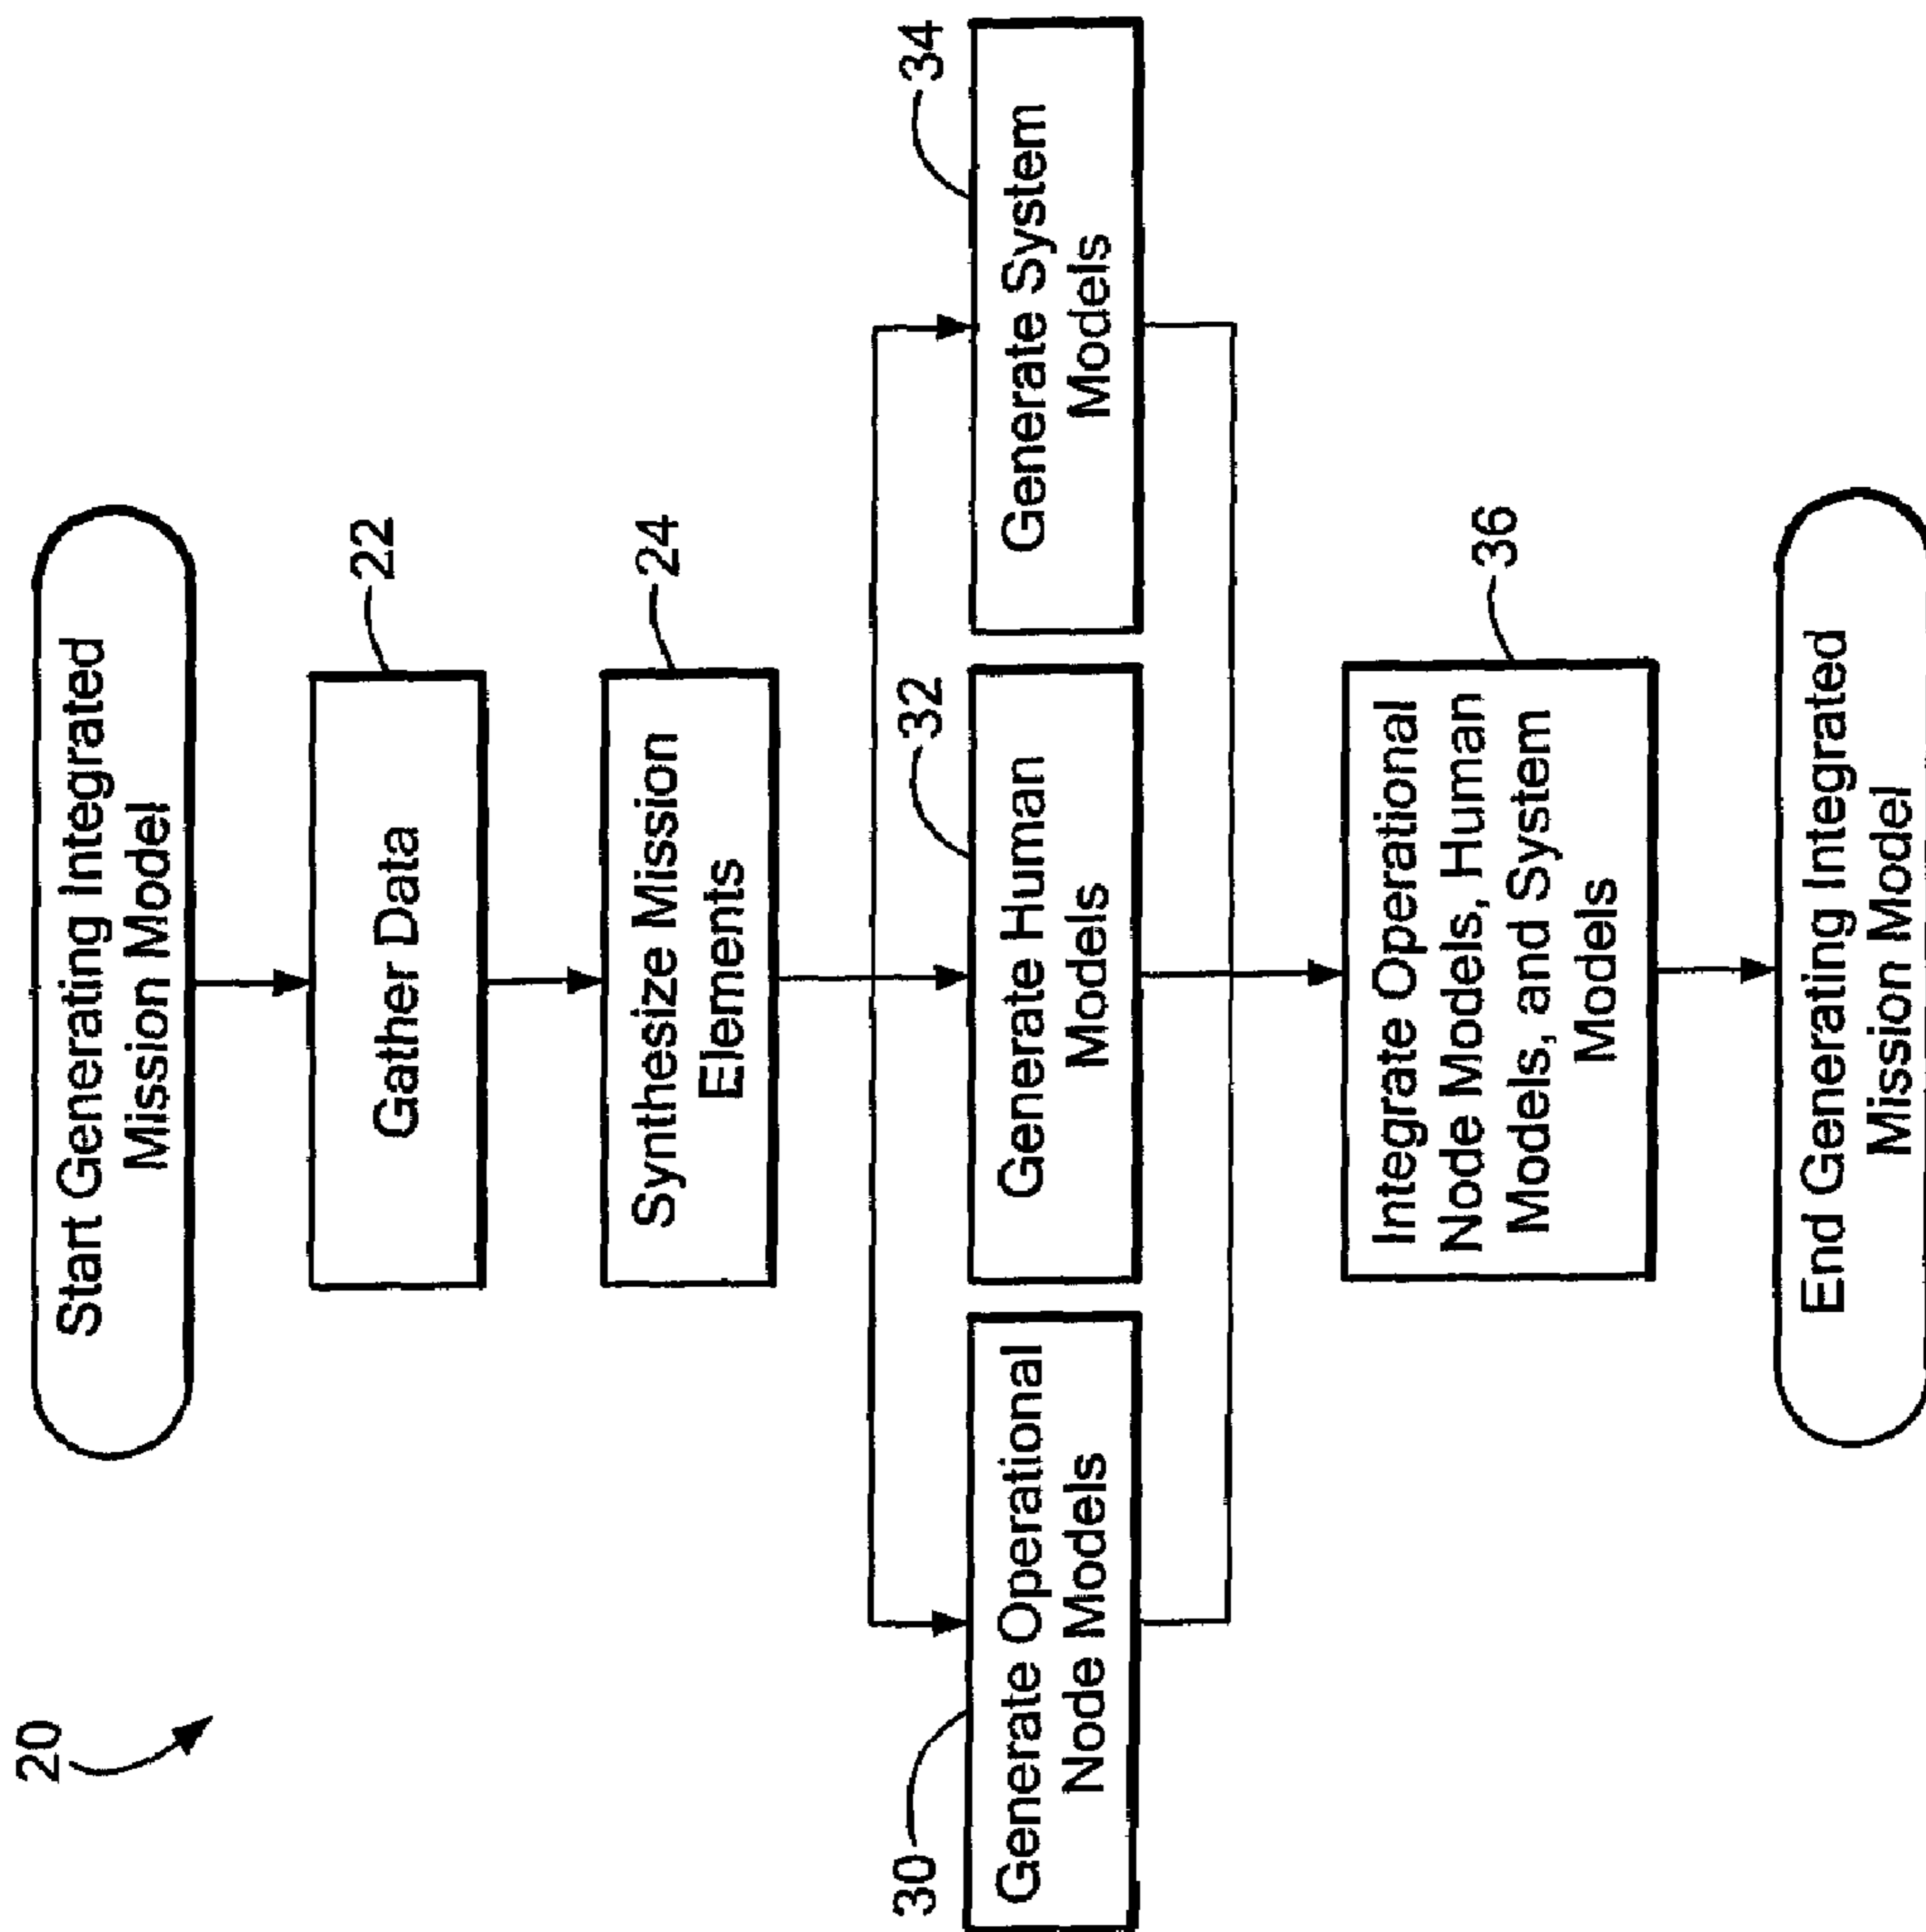 20
Start Generating Integrated
Mission Model
Gather Data
22
Synthesize Mission
Elements
24
30
Generate Operational
Node Models
32
Generate Human
Models
34
Generate System
Models
36
Integrate Operational
Node Models, Human
Models, and System
Models
End Generating Integrated
Mission Model